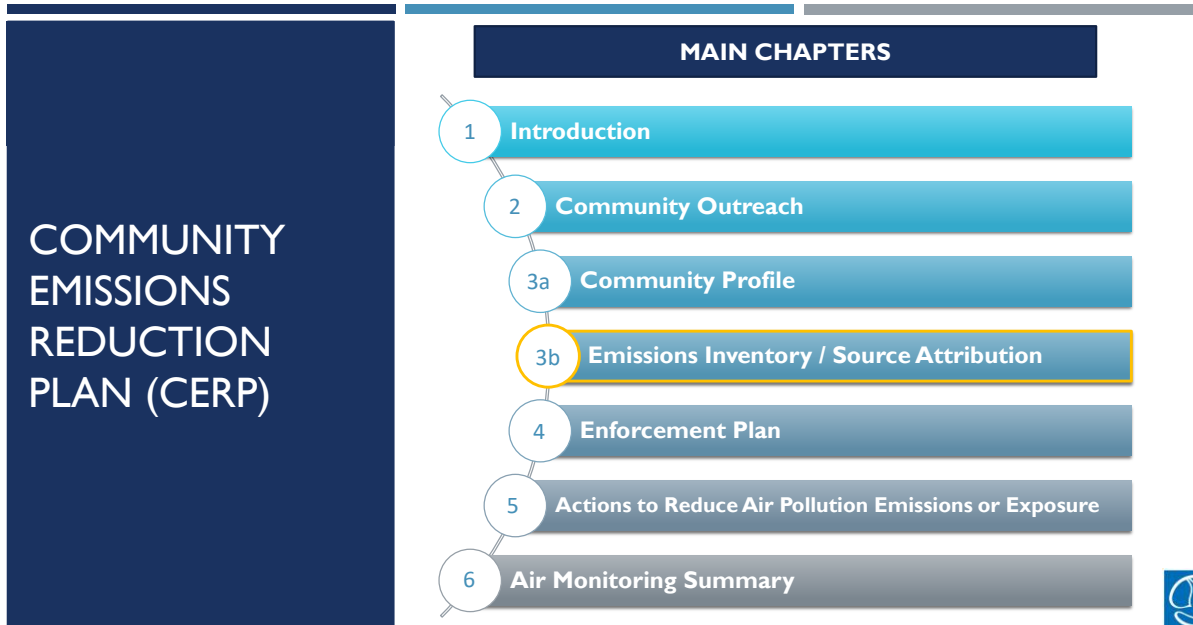 COMMUNITY
EMISSIONS
REDUCTION
PLAN (CERP)
MAIN CHAPTERS
1 Introduction
2 Community Outreach
3a Community Profile
3b Emissions Inventory / Source Attribution
4 Enforcement Plan
5 Actions to Reduce Air Pollution Emissions or Exposure
6 Air Monitoring Summary